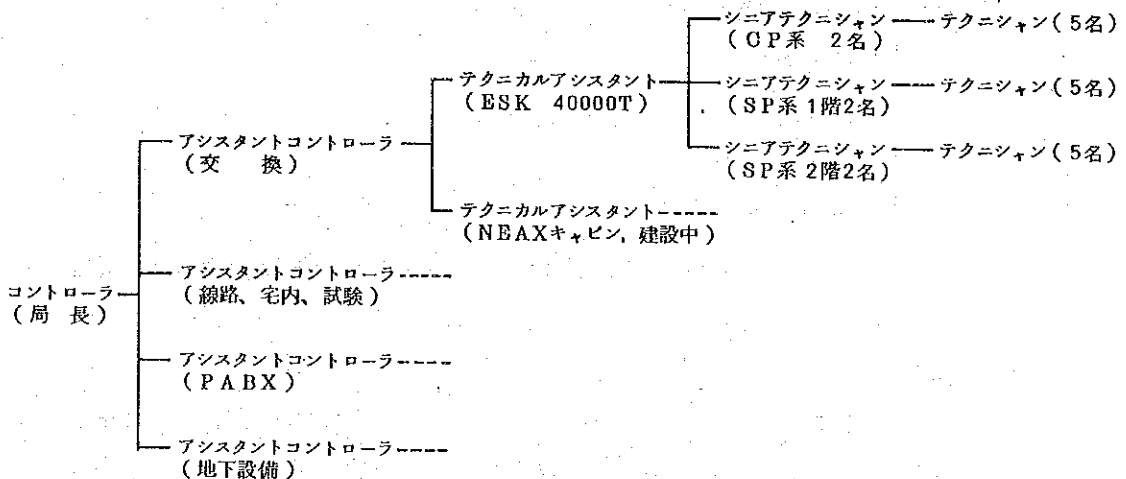 シニアテクニシャン テクニシャン(5名)
(CP系 2名)
テクニカルアシスタント シニアテクニシャン テクニシャン(5名)
(ESK 40000T) (SP系 1階2名)
アシスタントコントローラ シニアテクニシャン テクニシャン(5名)
(交 換) (SP系 2階2名)
テクニカルアシスタント
(NEAXキャビン,建設中)
アシスタントコントローラ
(線路、宅内、試験)
コントローラ
(局 長)
アシスタントコントローラ
(PABX)
アシスタントコントローラ
(地下設備)